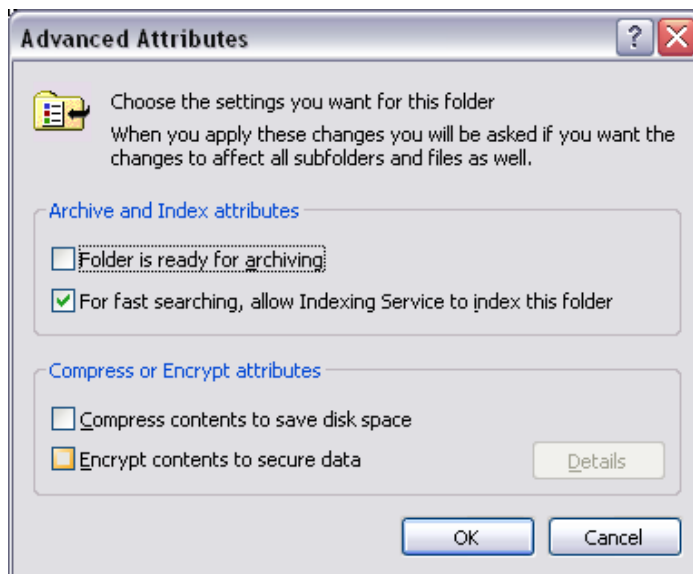 Advanced Attributes
Choose the settings you want for this folder
When you apply these changes you will be asked if you want the
changes to affect all subfolders and files as well.
Archive and Index attributes
Folder is ready for archiving
For fast searching, allow Indexing Service to index this folder
Compress or Encrypt attributes
Compress contents to save disk space
Encrypt contents to secure data
Details
OK
Cancel